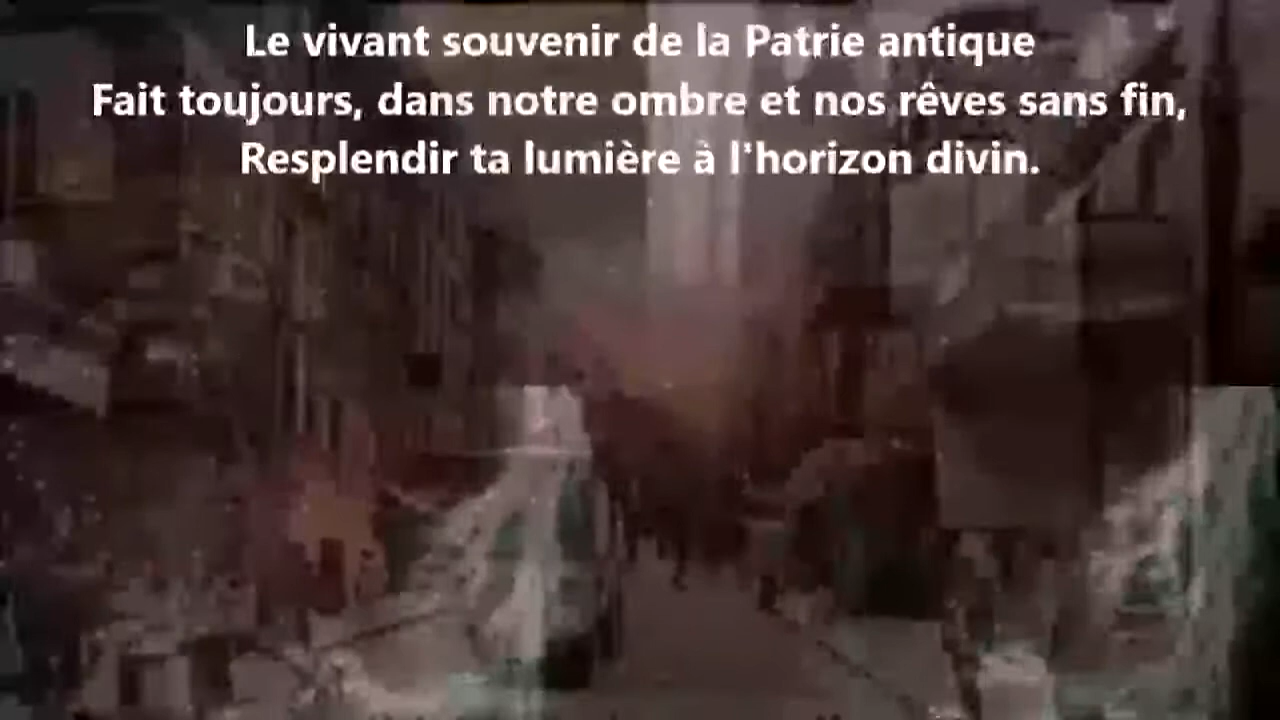 Le vivant souvenir de la Patrie antique
Fait toujours, dans notre ombre et nos rêves sans fin,
Resplendir ta lumière à l'horizon divin.